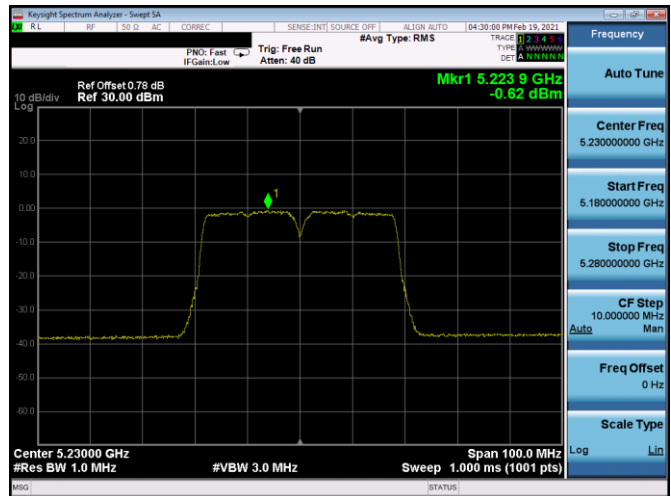 Keysight Spectrum Analyzer - Swept SA
RL RF 50 Ω AC CORREC SENSE:INT SOURCE OFF ALIGN AUTO 04:30:00 PM Feb 19, 2021
#Avg Type: RMS
TRACE 1 2 3 4 5 6
TYPE A WWWWW
DET A N N N N N
PNO: Fast
IFGain:Low
Trig: Free Run
Atten: 40 dB
Mkr1 5.223 9 GHz
-0.62 dBm
Ref Offset 0.78 dB
10 dB/div Ref 30.00 dBm
Log
20.0
10.0
0.00
1
-10.0
-20.0
-30.0
-40.0
-50.0
-60.0
Center 5.23000 GHz Span 100.0 MHz
#Res BW 1.0 MHz #VBW 3.0 MHz Sweep 1.000 ms (1001 pts)
MSG STATUS
Frequency
Auto Tune
Center Freq
5.230000000 GHz
Start Freq
5.180000000 GHz
Stop Freq
5.280000000 GHz
CF Step
10.000000 MHz
Auto Man
Freq Offset
0 Hz
Scale Type
Log Lin